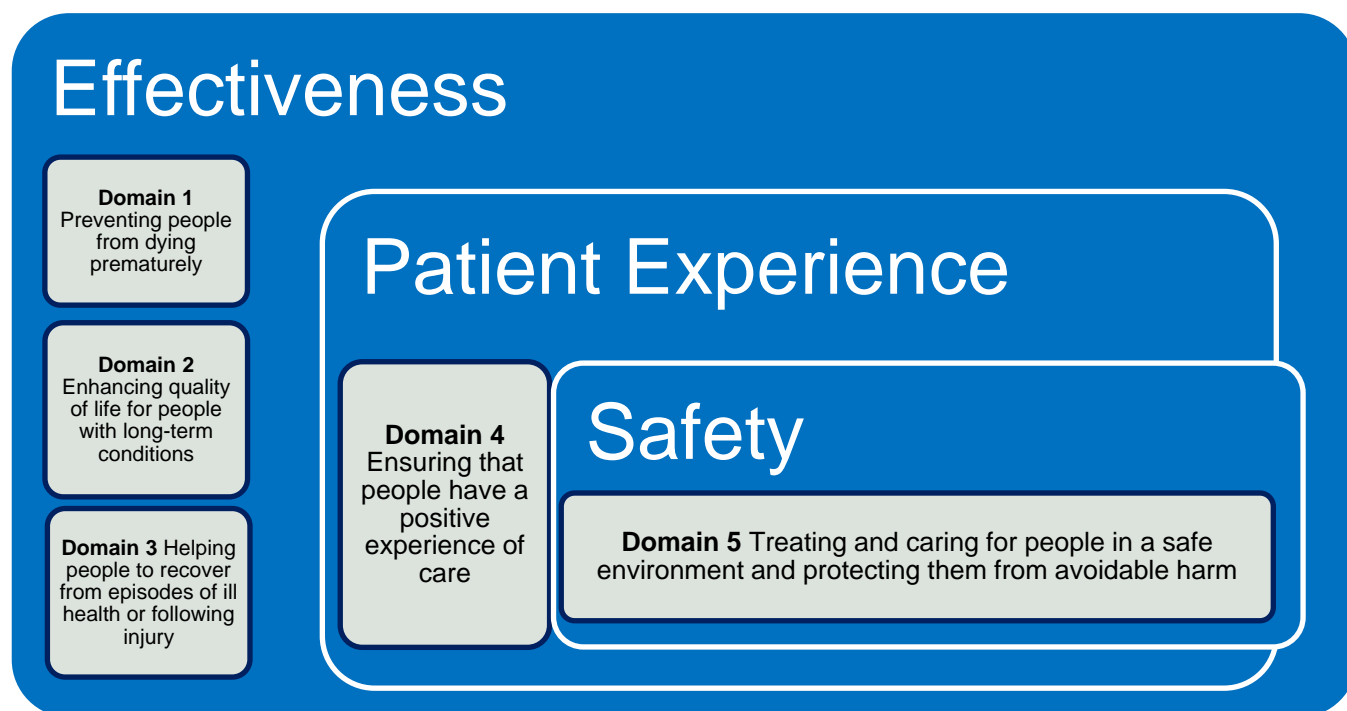 Effectiveness
Domain 1
Preventing people
from dying
prematurely
Domain 2
Enhancing quality
of life for people
with long-term
conditions
Domain 3 Helping
people to recover
from episodes of ill
health or following
injury
Patient Experience
Domain 4
Ensuring that
people have a
positive
experience of
care
Safety
Domain 5 Treating and caring for people in a safe
environment and protecting them from avoidable harm